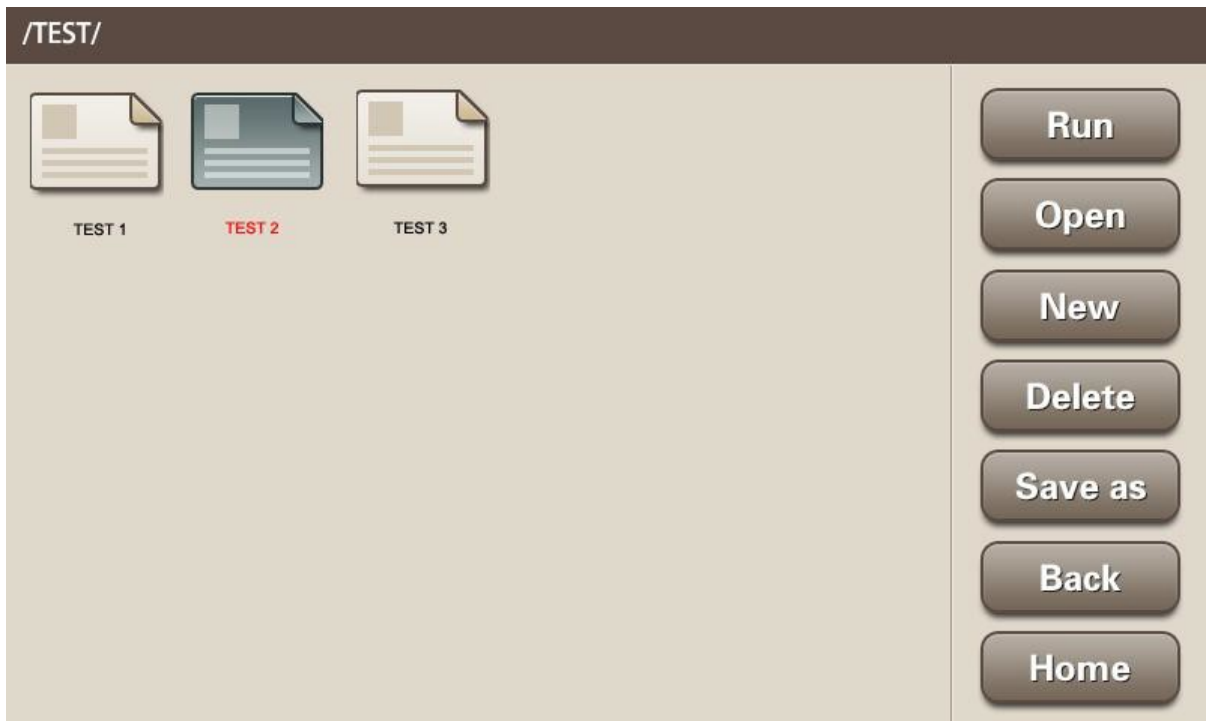 /TEST/
TEST 1
TEST 2
TEST 3
Run
Open
New
Delete
Save as
Back
Home